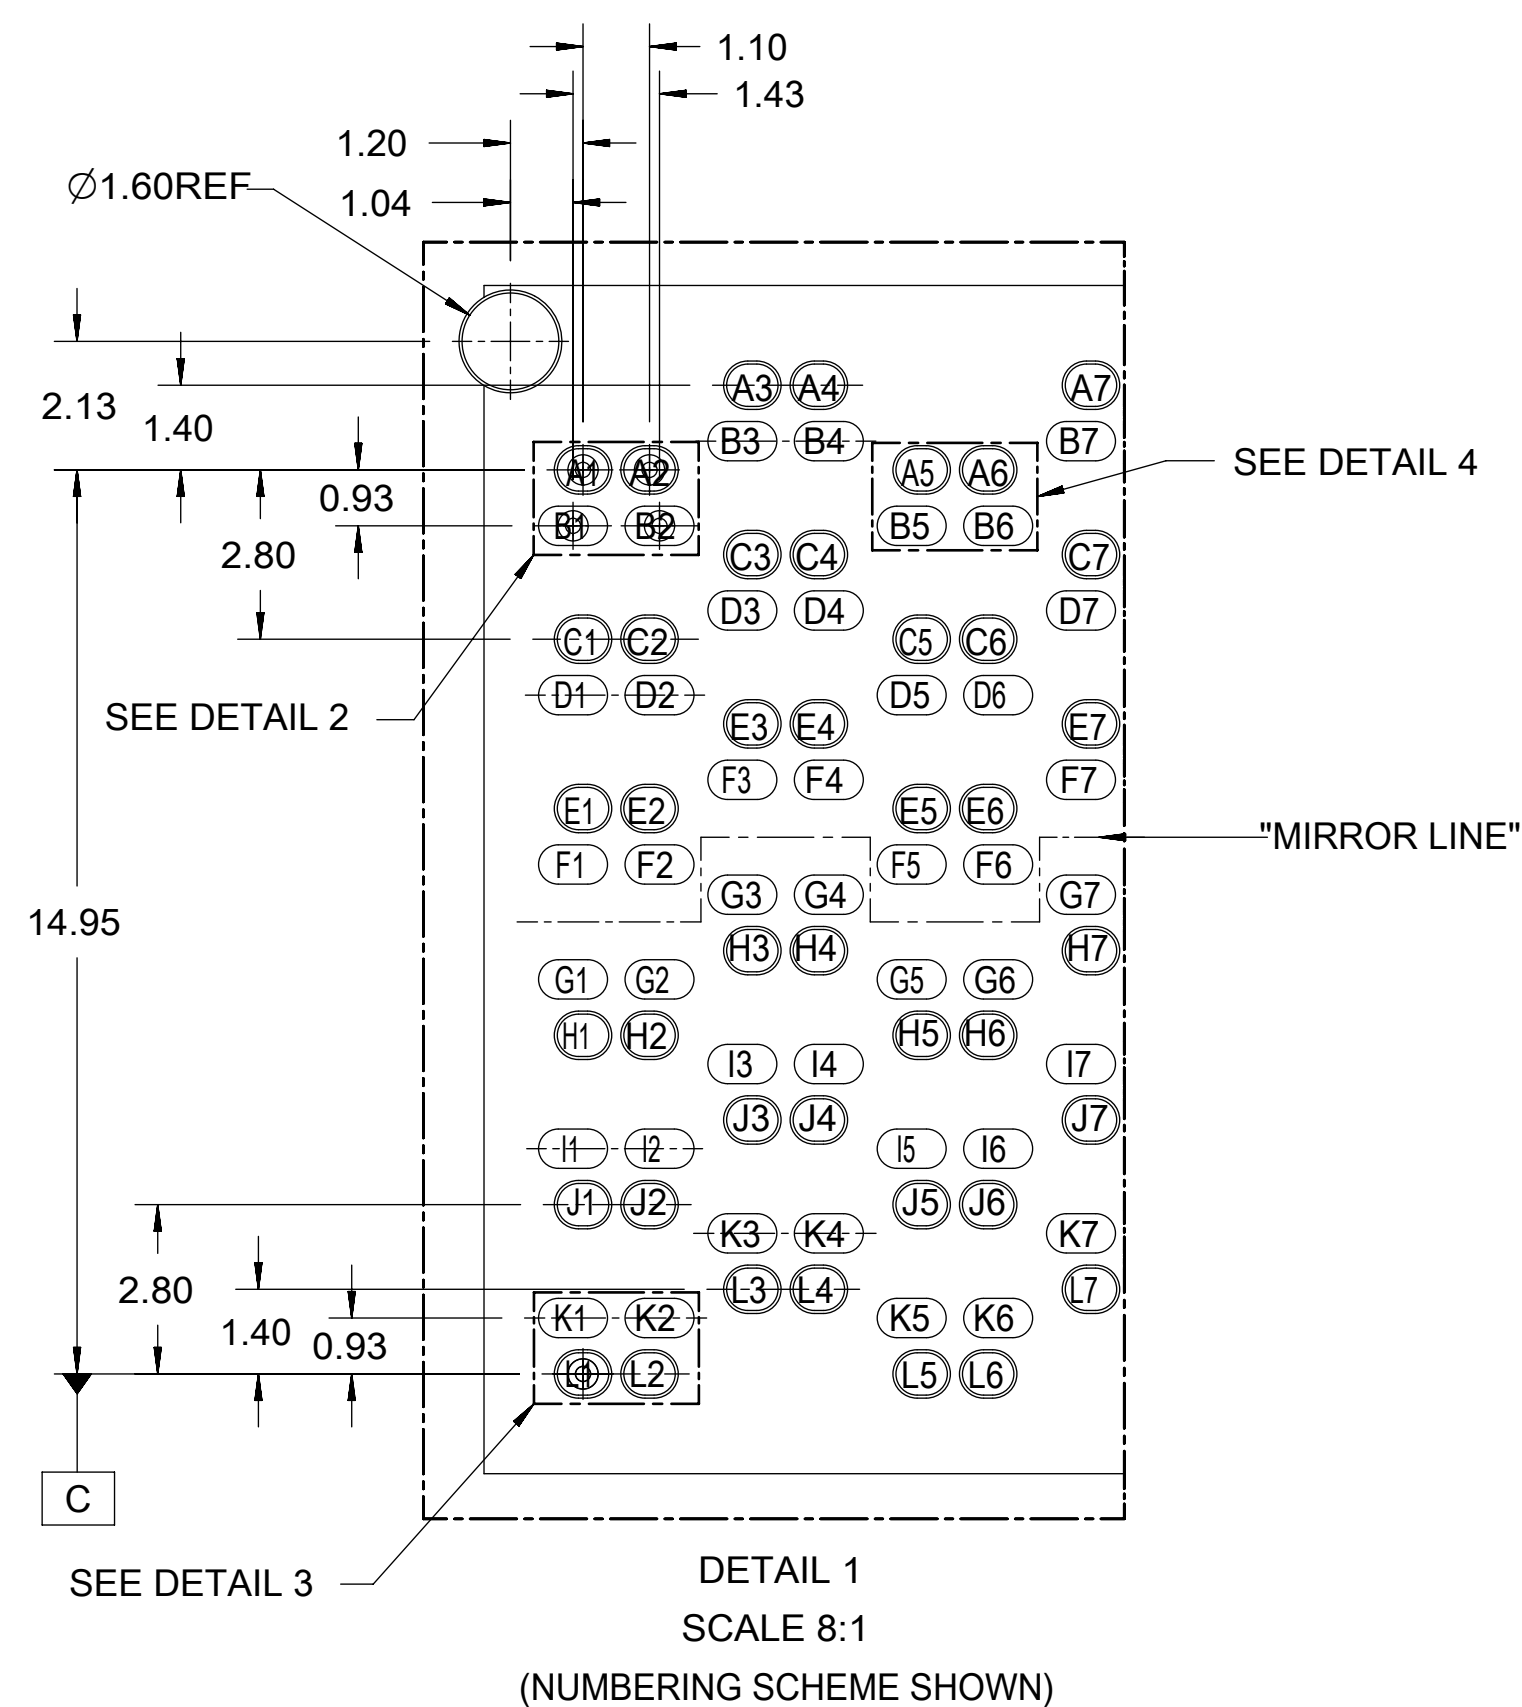 1.10
1.43
1.20
Ø1.60REF
1.04
2.13
1.40
A3 A4 A7
B3 B4 B7
SEE DETAIL 4
A1 A2 A5 A6
0.93
B1 B2 B5 B6
2.80
C3 C4 C7
D3 D4 D7
C1 C2 C5 C6
D1 D2 D5 D6
SEE DETAIL 2
E3 E4 E7
F3 F4 F7
E1 E2 E5 E6
"MIRROR LINE"
F1 F2 F5 F6
G3 G4 G7
14.95
H3 H4 H7
G1 G2 G5 G6
H1 H2 H5 H6
I3 I4 I7
J3 J4 J7
I1 I2 I5 I6
J1 J2 J5 J6
K3 K4 K7
2.80
L3 L4 L7
K1 K2 K5 K6
1.40
0.93
L1 L2 L5 L6
C
DETAIL 1
SEE DETAIL 3
SCALE 8:1
(NUMBERING SCHEME SHOWN)